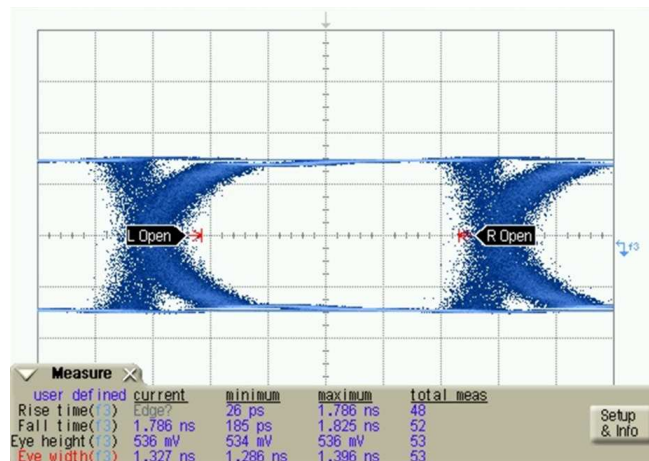 L Open
R Open
f3
Measure
user defined current minimum maximum total meas
Rise time(f3) Edge? 26 ps 1.786 ns 48
Fall time(f3) 1.786 ns 185 ps 1.825 ns 52
Eye height(f3) 536 mV 534 mV 536 mV 53
Eye width(f3) 1.327 ns 1.286 ns 1.396 ns 53
Setup
& Info